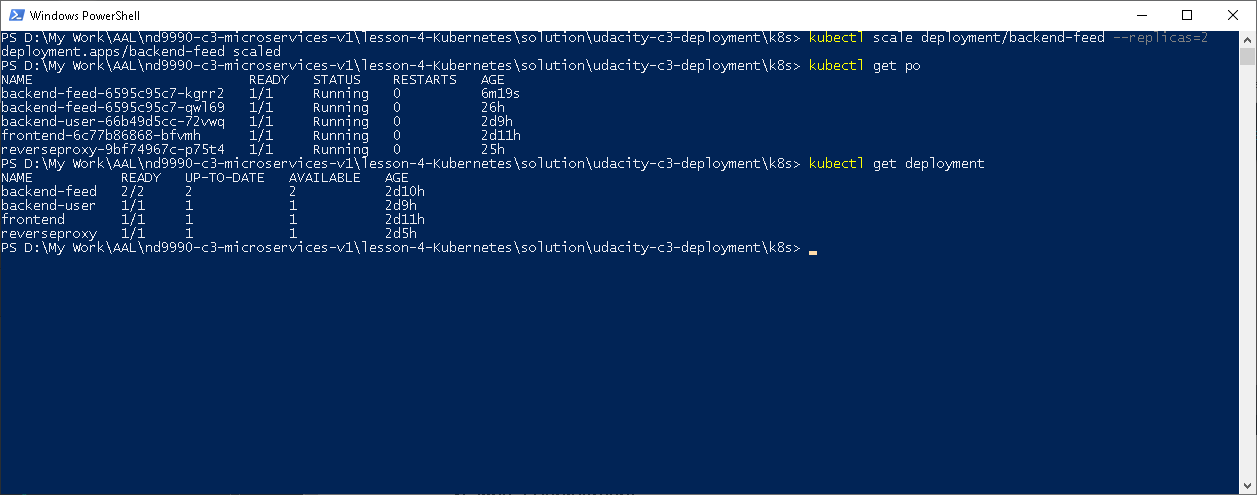 Windows PowerShell
PS D:\My Work\AAL\nd9990-c3-microservices-v1\lesson-4-Kubernetes\solution\udacity-c3-deployment\k8s> kubectl scale deployment/backend-feed --replicas=2
deployment.apps/backend-feed scaled
PS D:\My Work\AAL\nd9990-c3-microservices-v1\lesson-4-Kubernetes\solution\udacity-c3-deployment\k8s> kubectl get po
NAME READY STATUS RESTARTS AGE
backend-feed-6595c95c7-kgrr2 1/1 Running 0 6m19s
backend-feed-6595c95c7-qwl69 1/1 Running 0 26h
backend-user-66b49d5cc-72vwq 1/1 Running 0 2d9h
frontend-6c77b86868-bfvmh 1/1 Running 0 2d11h
reverseproxy-9bf74967c-p75t4 1/1 Running 0 25h
PS D:\My Work\AAL\nd9990-c3-microservices-v1\lesson-4-Kubernetes\solution\udacity-c3-deployment\k8s> kubectl get deployment
NAME READY UP-TO-DATE AVAILABLE AGE
backend-feed 2/2 2 2 2d10h
backend-user 1/1 1 1 2d9h
frontend 1/1 1 1 2d11h
reverseproxy 1/1 1 1 2d5h
PS D:\My Work\AAL\nd9990-c3-microservices-v1\lesson-4-Kubernetes\solution\udacity-c3-deployment\k8s>